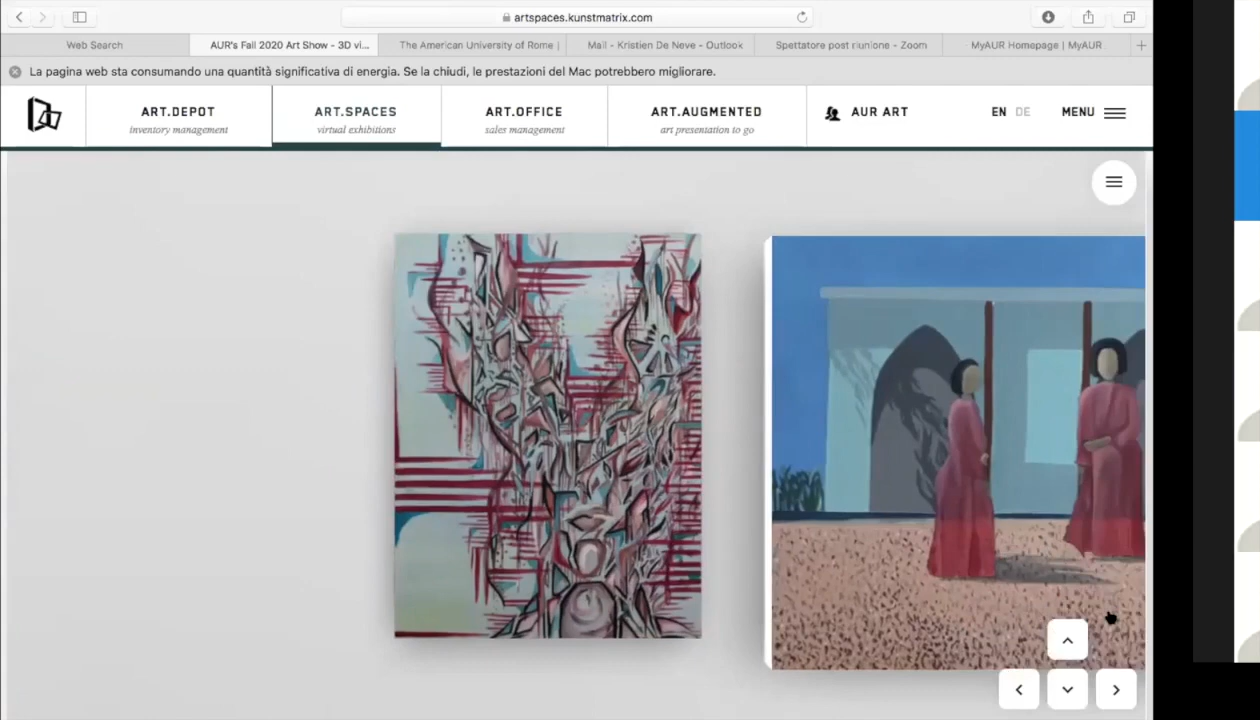 artspaces.kunstmatrix.com
Web Search
AUR's Fall 2020 Art Show - 3D vi...
The American University of Rome |
Mail - Kristien De Neve - Outlook
Spettatore post riunione - Zoom
MyAUR Homepage | MyAUR
La pagina web sta consumando una quantità significativa di energia. Se la chiudi, le prestazioni del Mac potrebbero migliorare.
ART.DEPOT
inventory management
ART.SPACES
virtual exhibitions
ART.OFFICE
sales management
ART.AUGMENTED
art presentation to go
AUR ART
EN DE
MENU